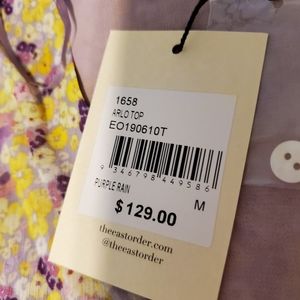 1658
ARLO TOP
EO190610T
9 346798 449586
PURPLE RAIN
M
$129.00
theeastorder.com
@theeastorder